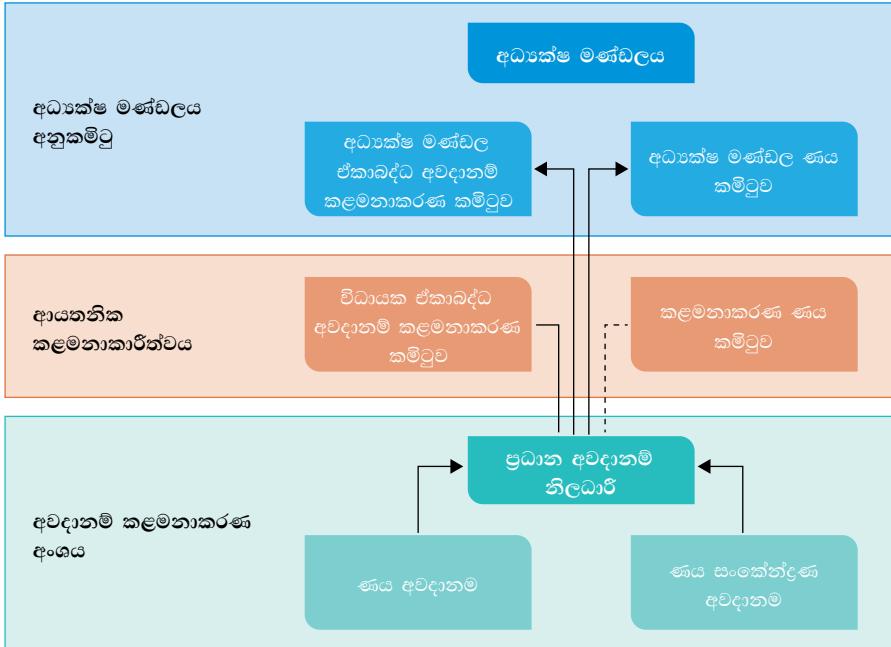 අධ්‍යක්ෂ මණ්ඩලය
අධ්‍යක්ෂ මණ්ඩලය
අනුකමිටු
අධ්‍යක්ෂ මණ්ඩල
ඒකාබද්ධ අවදානම්
කළමනාකරණ කමිටුව
අධ්‍යක්ෂ මණ්ඩල ණය
කමිටුව
ආයතනික
කළමනාකාරීත්වය
විධායක ඒකාබද්ධ
අවදානම් කළමනාකරණ
කමිටුව
කළමනාකරණ ණය
කමිටුව
ප්‍රධාන අවදානම්
නිලධාරී
අවදානම් කළමනාකරණ
අංශය
ණය අවදානම
ණය සංකේන්ද්‍රණ
අවදානම